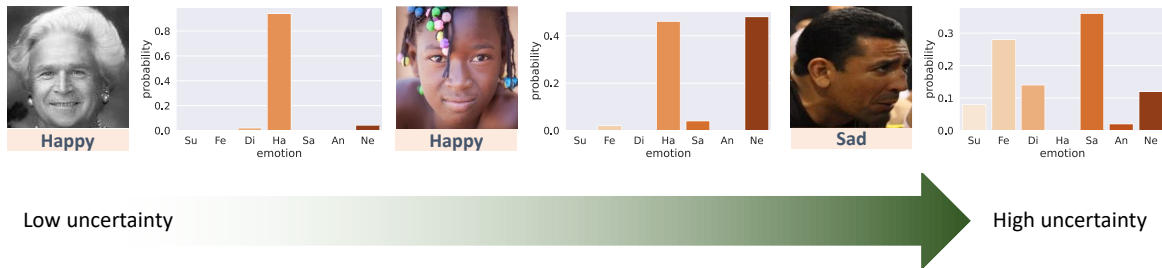 0.8
0.6
0.4
0.2
0.0
probability
Su Fe Di Ha Sa An Ne
emotion
Happy
0.4
0.2
0.0
probability
Su Fe Di Ha Sa An Ne
emotion
Happy
0.3
0.2
0.1
0.0
probability
Su Fe Di Ha Sa An Ne
emotion
Sad
Low uncertainty
High uncertainty